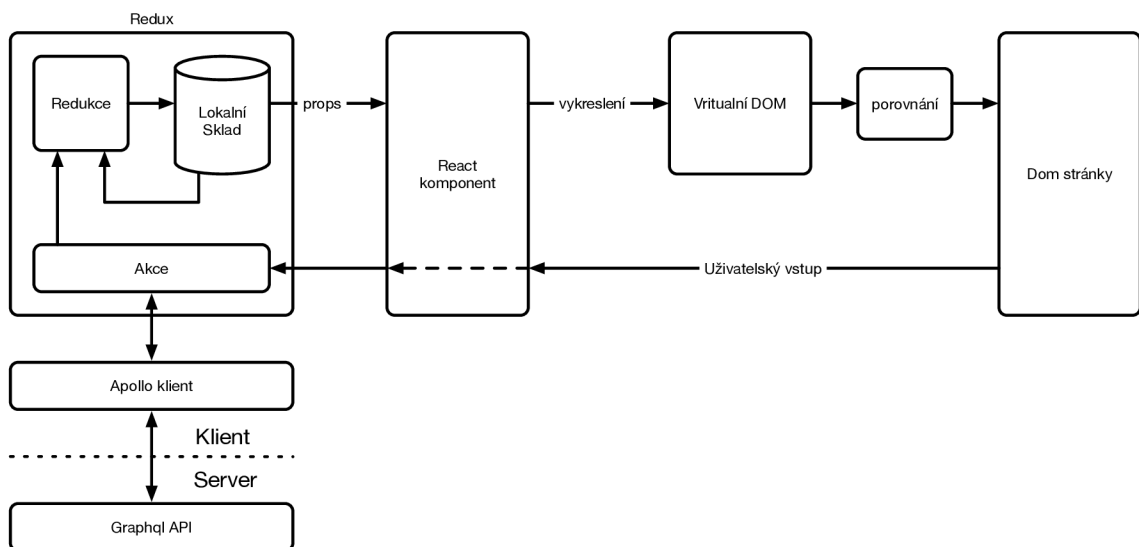 Redux
Redukce
Lokalní
Sklad
props
React
komponent
vykreslení
Vritualní DOM
porovnání
Dom stránky
Akce
Uživatelský vstup
Apollo klient
Klient
Server
Graphql API